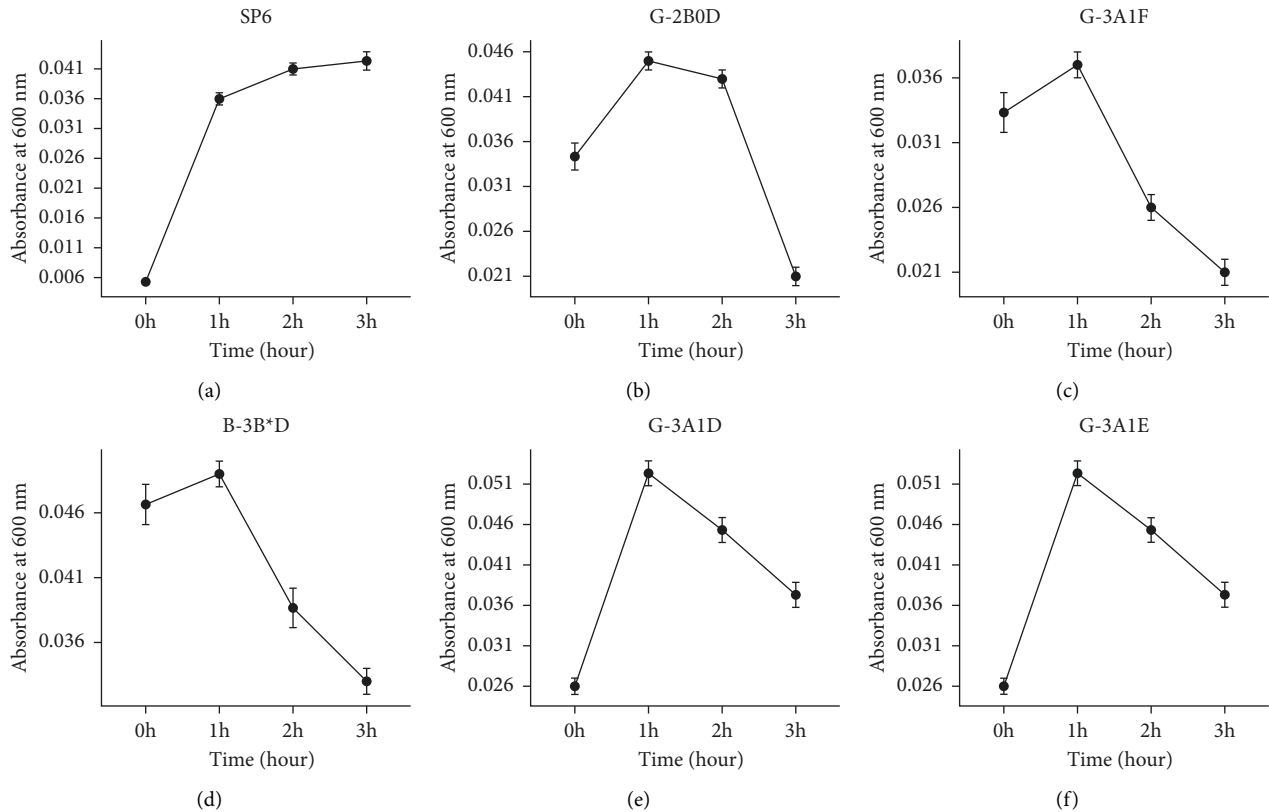 SP6
Absorbance at 600 nm
0.041
0.036
0.031
0.026
0.021
0.016
0.011
0.006
0h 1h 2h 3h
Time (hour)
(a)
G-2B0D
Absorbance at 600 nm
0.046
0.041
0.036
0.031
0.026
0.021
0h 1h 2h 3h
Time (hour)
(b)
G-3A1F
Absorbance at 600 nm
0.036
0.031
0.026
0.021
0h 1h 2h 3h
Time (hour)
(c)
B-3B*D
Absorbance at 600 nm
0.046
0.041
0.036
0h 1h 2h 3h
Time (hour)
(d)
G-3A1D
Absorbance at 600 nm
0.051
0.046
0.041
0.036
0.031
0.026
0h 1h 2h 3h
Time (hour)
(e)
G-3A1E
Absorbance at 600 nm
0.051
0.046
0.041
0.036
0.031
0.026
0h 1h 2h 3h
Time (hour)
(f)